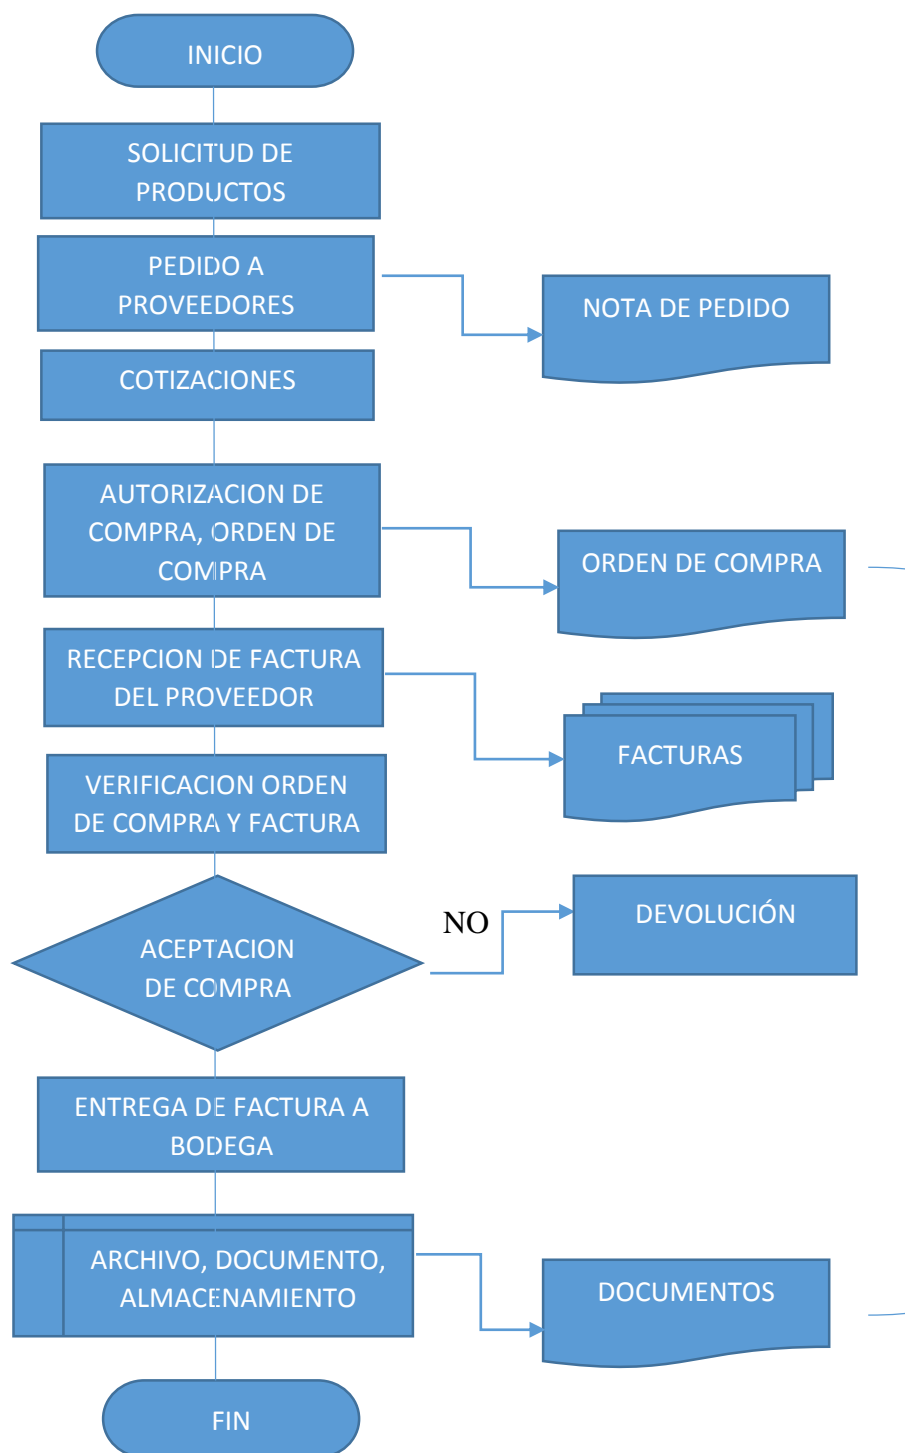 INICIO
SOLICITUD DE
PRODUCTOS
PEDIDO A
PROVEEDORES
NOTA DE PEDIDO
COTIZACIONES
AUTORIZACION DE
COMPRA, ORDEN DE
COMPRA
ORDEN DE COMPRA
RECEPCION DE FACTURA
DEL PROVEEDOR
FACTURAS
VERIFICACION ORDEN
DE COMPRA Y FACTURA
ACEPTACION
DE COMPRA
NO
DEVOLUCIÓN
ENTREGA DE FACTURA A
BODEGA
ARCHIVO, DOCUMENTO,
ALMACENAMIENTO
DOCUMENTOS
FIN